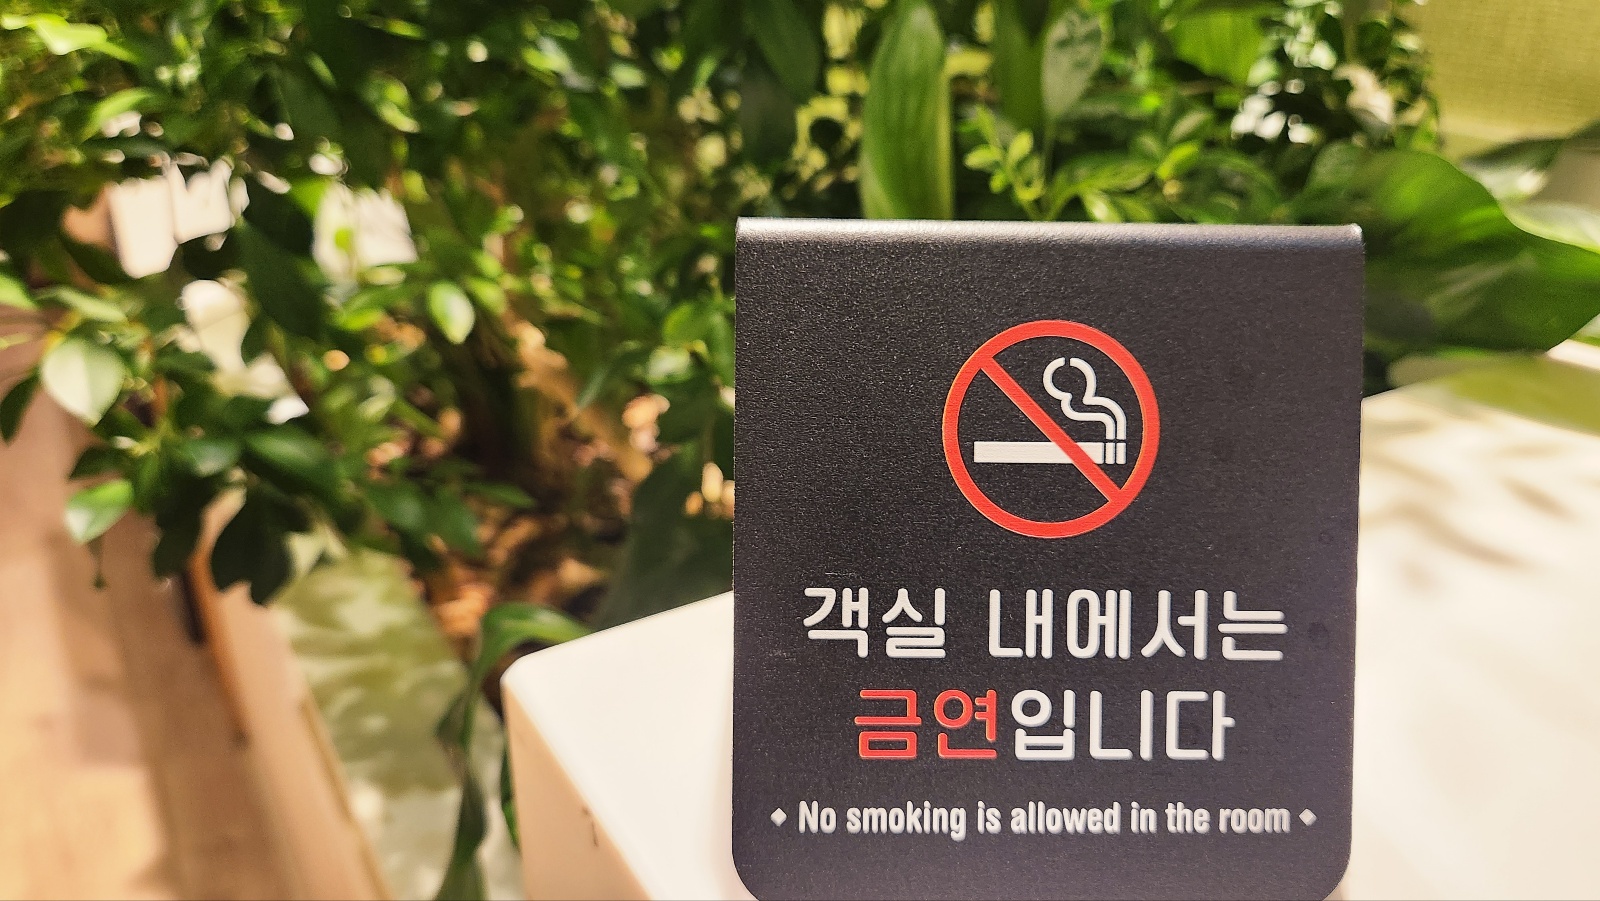 객실 내에서는
금연입니다
◆ No smoking is allowed in the room ◆